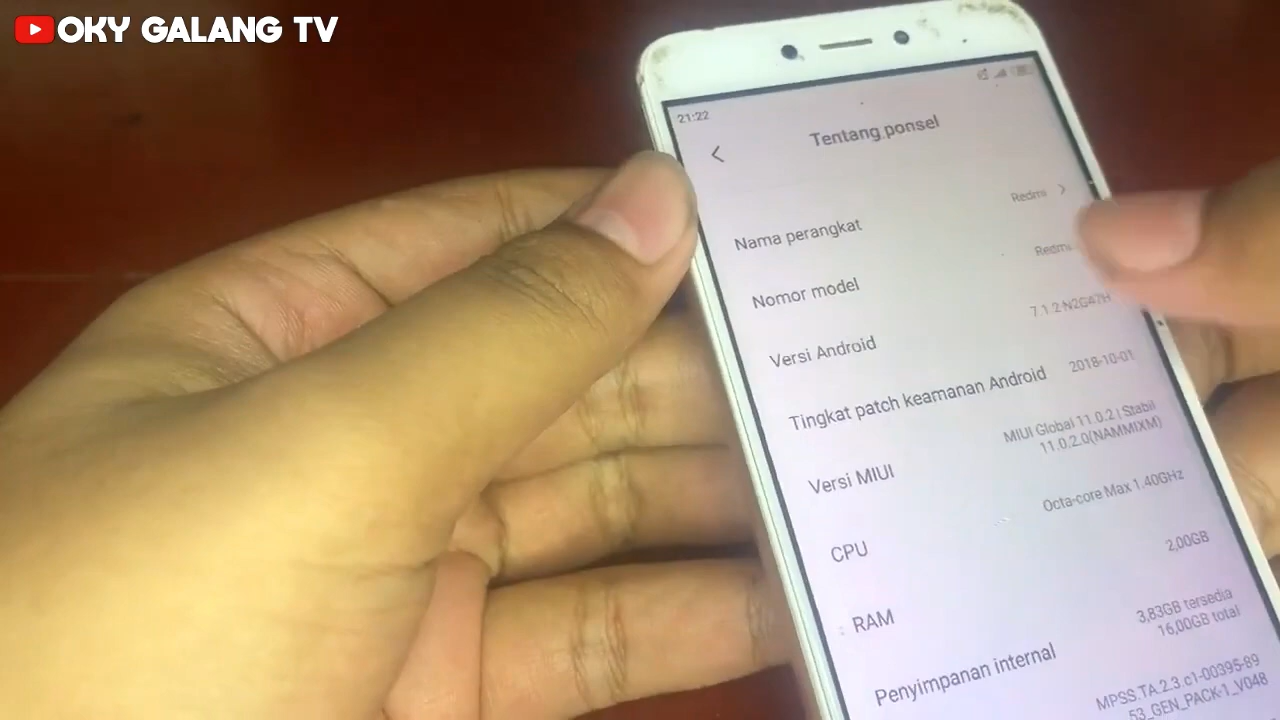 OKY GALANG TV
21:22
Tentang ponsel
Nama perangkat
Redmi
Nomor model
Redmi
Versi Android
7.1.2 N2G47H
Tingkat patch keamanan Android
2018-10-01
Versi MIUI
MIUI Global 11.0.2 | Stabil
11.0.2.0(NAMMIXM)
CPU
Octa-core Max 1.40GHz
RAM
2,00GB
Penyimpanan internal
3,83GB tersedia
16,00GB total
MPSS.TA.2.3.c1-00395-89
53_GEN_PACK-1_V048